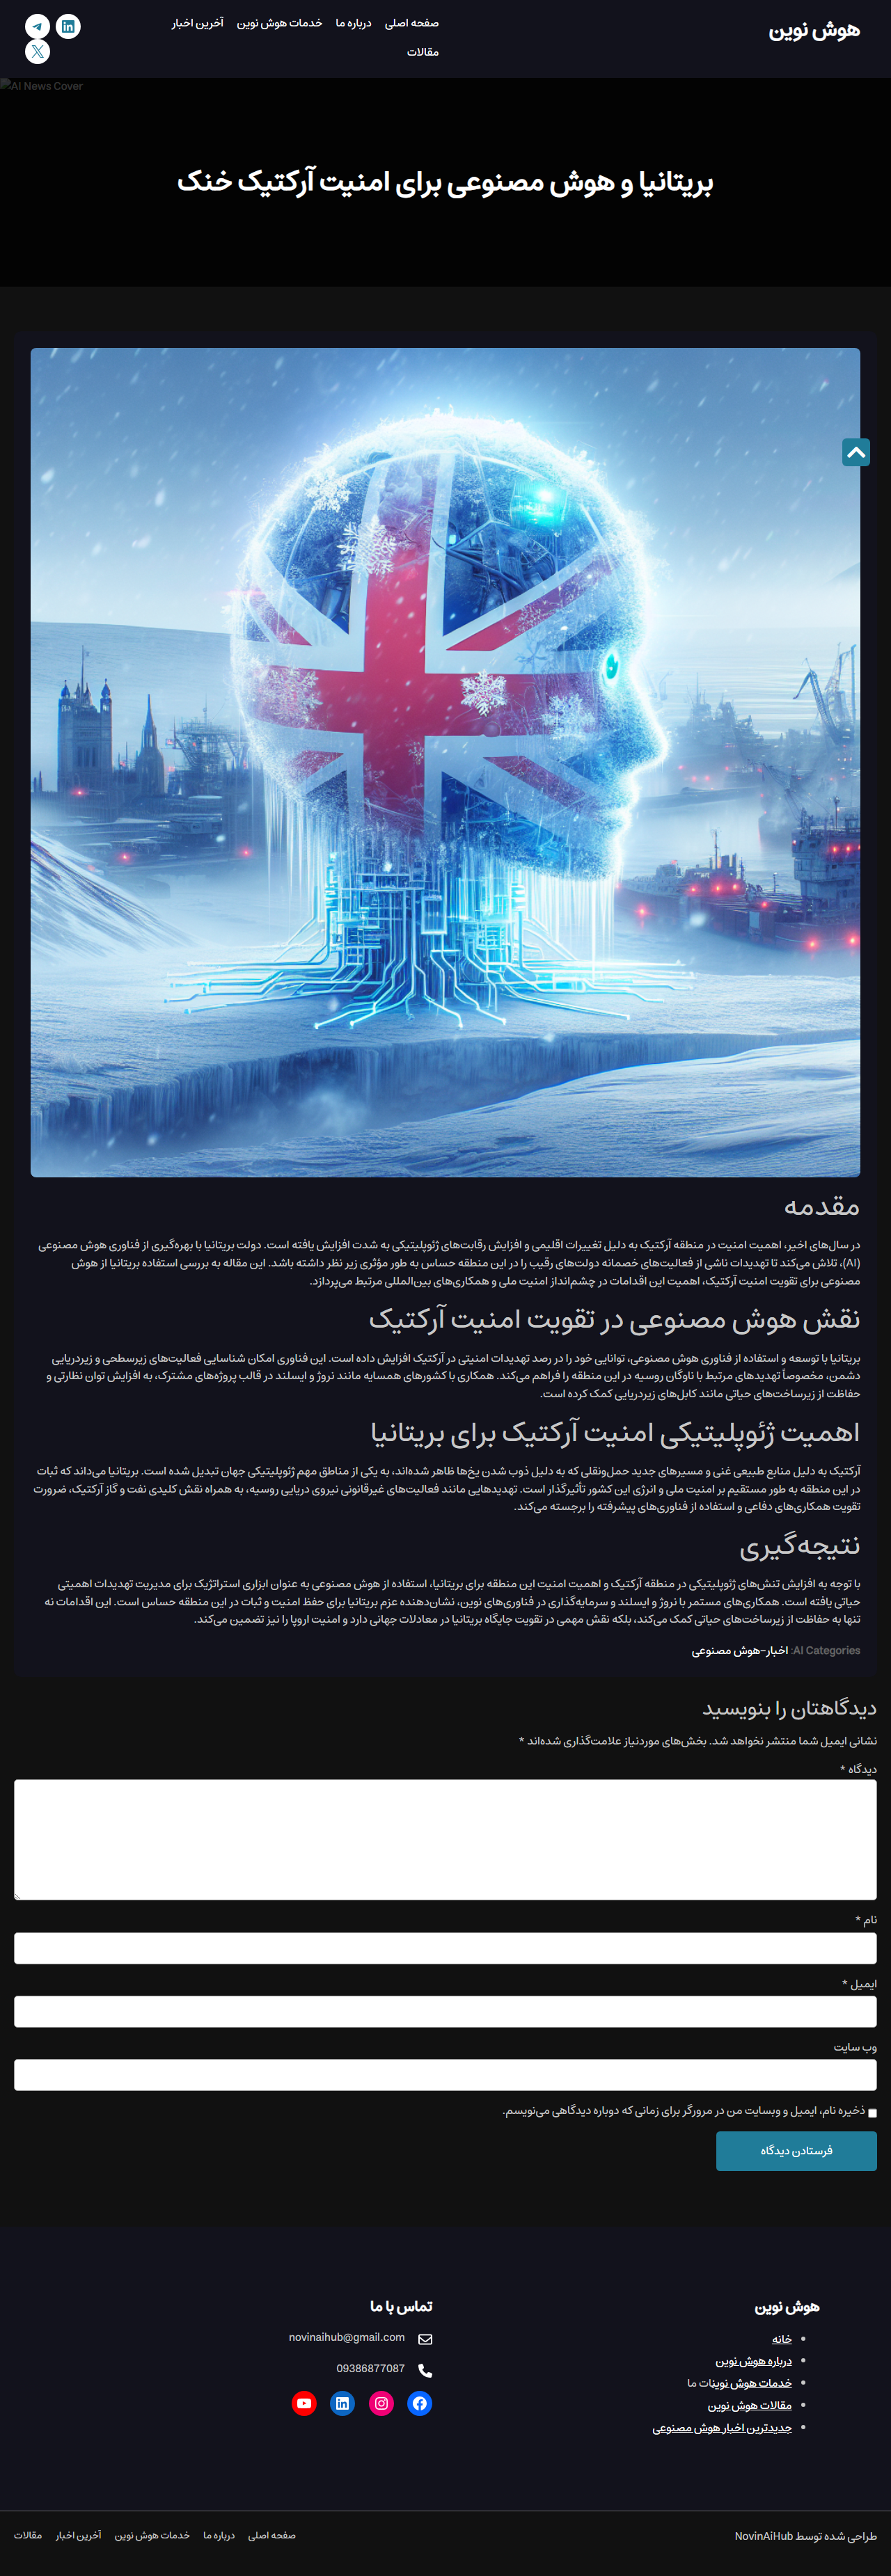 هوش نوین
صفحه اصلی
درباره ما
خدمات هوش نوین
آخرین اخبار
مقالات
AI News Cover
بریتانیا و هوش مصنوعی برای امنیت آرکتیک خنک
مقدمه
در سال‌های اخیر، اهمیت امنیت در منطقه آرکتیک به دلیل تغییرات اقلیمی و افزایش رقابت‌های ژئوپلیتیکی به شدت افزایش یافته است. دولت بریتانیا با بهره‌گیری از فناوری هوش مصنوعی
(AI)، تلاش می‌کند تا تهدیدات ناشی از فعالیت‌های خصمانه دولت‌های رقیب را در این منطقه حساس به طور مؤثری زیر نظر داشته باشد. این مقاله به بررسی استفاده بریتانیا از هوش
مصنوعی برای تقویت امنیت آرکتیک، اهمیت این اقدامات در چشم‌انداز امنیت ملی و همکاری‌های بین‌المللی مرتبط می‌پردازد.
نقش هوش مصنوعی در تقویت امنیت آرکتیک
بریتانیا با توسعه و استفاده از فناوری هوش مصنوعی، توانایی خود را در رصد تهدیدات امنیتی در آرکتیک افزایش داده است. این فناوری امکان شناسایی فعالیت‌های زیرسطحی و زیردریایی
دشمن، مخصوصاً تهدیدهای مرتبط با ناوگان روسیه در این منطقه را فراهم می‌کند. همکاری با کشورهای همسایه مانند نروژ و ایسلند در قالب پروژه‌های مشترک، به افزایش توان نظارتی و
حفاظت از زیرساخت‌های حیاتی مانند کابل‌های زیردریایی کمک کرده است.
اهمیت ژئوپلیتیکی امنیت آرکتیک برای بریتانیا
آرکتیک به دلیل منابع طبیعی غنی و مسیرهای جدید حمل‌ونقلی که به دلیل ذوب شدن یخ‌ها ظاهر شده‌اند، به یکی از مناطق مهم ژئوپلیتیکی جهان تبدیل شده است. بریتانیا می‌داند که ثبات
در این منطقه به طور مستقیم بر امنیت ملی و انرژی این کشور تأثیرگذار است. تهدیدهایی مانند فعالیت‌های غیرقانونی نیروی دریایی روسیه، به همراه نقش کلیدی نفت و گاز آرکتیک، ضرورت
تقویت همکاری‌های دفاعی و استفاده از فناوری‌های پیشرفته را برجسته می‌کند.
نتیجه‌گیری
با توجه به افزایش تنش‌های ژئوپلیتیکی در منطقه آرکتیک و اهمیت امنیت این منطقه برای بریتانیا، استفاده از هوش مصنوعی به عنوان ابزاری استراتژیک برای مدیریت تهدیدات اهمیتی
حیاتی یافته است. همکاری‌های مستمر با نروژ و ایسلند و سرمایه‌گذاری در فناوری‌های نوین، نشان‌دهنده عزم بریتانیا برای حفظ امنیت و ثبات در این منطقه حساس است. این اقدامات نه
تنها به حفاظت از زیرساخت‌های حیاتی کمک می‌کند، بلکه نقش مهمی در تقویت جایگاه بریتانیا در معادلات جهانی دارد و امنیت اروپا را نیز تضمین می‌کند.
AI Categories: اخبار-هوش مصنوعی
دیدگاهتان را بنویسید
نشانی ایمیل شما منتشر نخواهد شد. بخش‌های موردنیاز علامت‌گذاری شده‌اند *
دیدگاه *
نام *
ایمیل *
وب‌ سایت
ذخیره نام، ایمیل و وبسایت من در مرورگر برای زمانی که دوباره دیدگاهی می‌نویسم.
فرستادن دیدگاه
هوش نوین
خانه
درباره هوش نوین
خدمات هوش نوینات ما
مقالات هوش نوین
جدیدترین اخبار هوش مصنوعی
تماس با ما
novinaihub@gmail.com
09386877087
طراحی شده توسط NovinAiHub
صفحه اصلی
درباره ما
خدمات هوش نوین
آخرین اخبار
مقالات